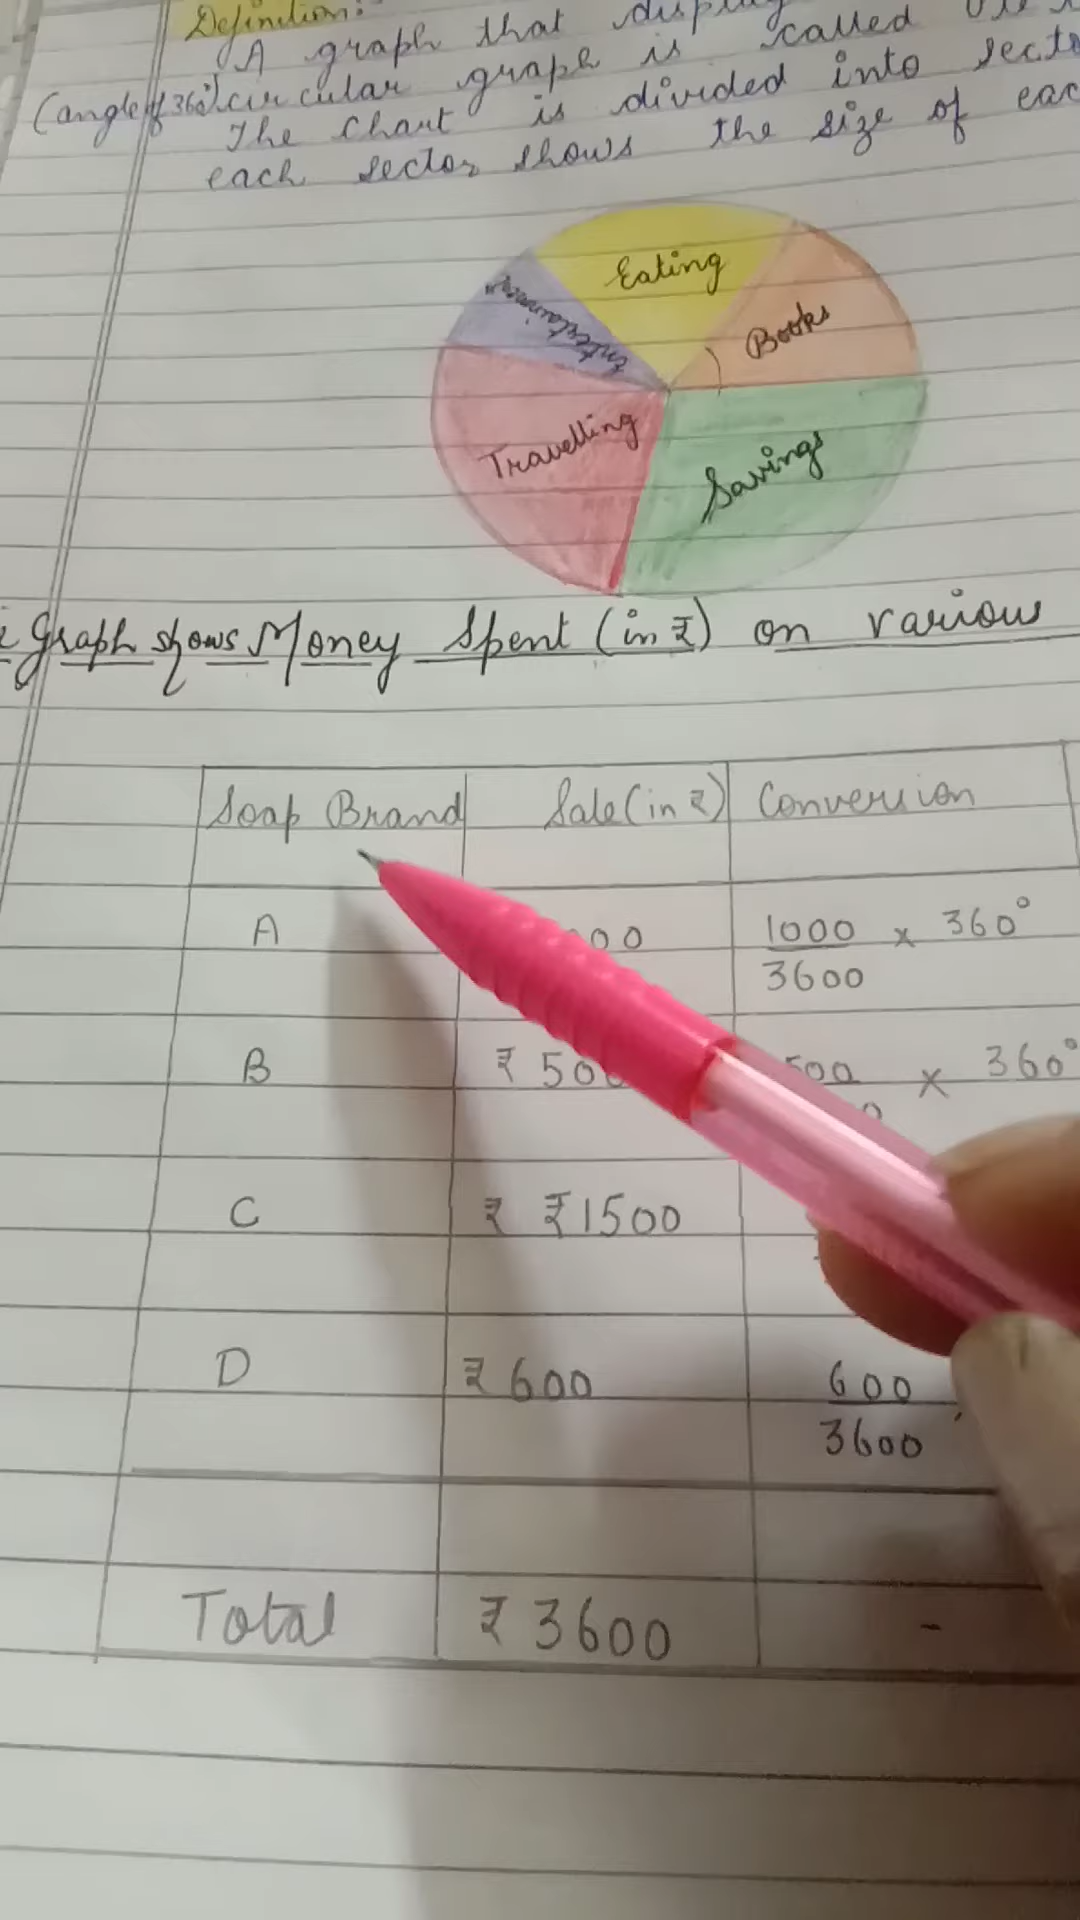 Definition:
A graph that
(angle of 360°) circular graph is called
The chart is divided into
each sector shows the size of
Eating
Entertainment
Books
Travelling
Savings
Graph shows Money Spent (in ₹) on various
Soap Brand Sale (in ₹) Conversion
A 1000/3600 × 360°
B ₹ 500 × 360°
C ₹ ₹1500
D ₹ 600 600/3600
Total ₹ 3600 -